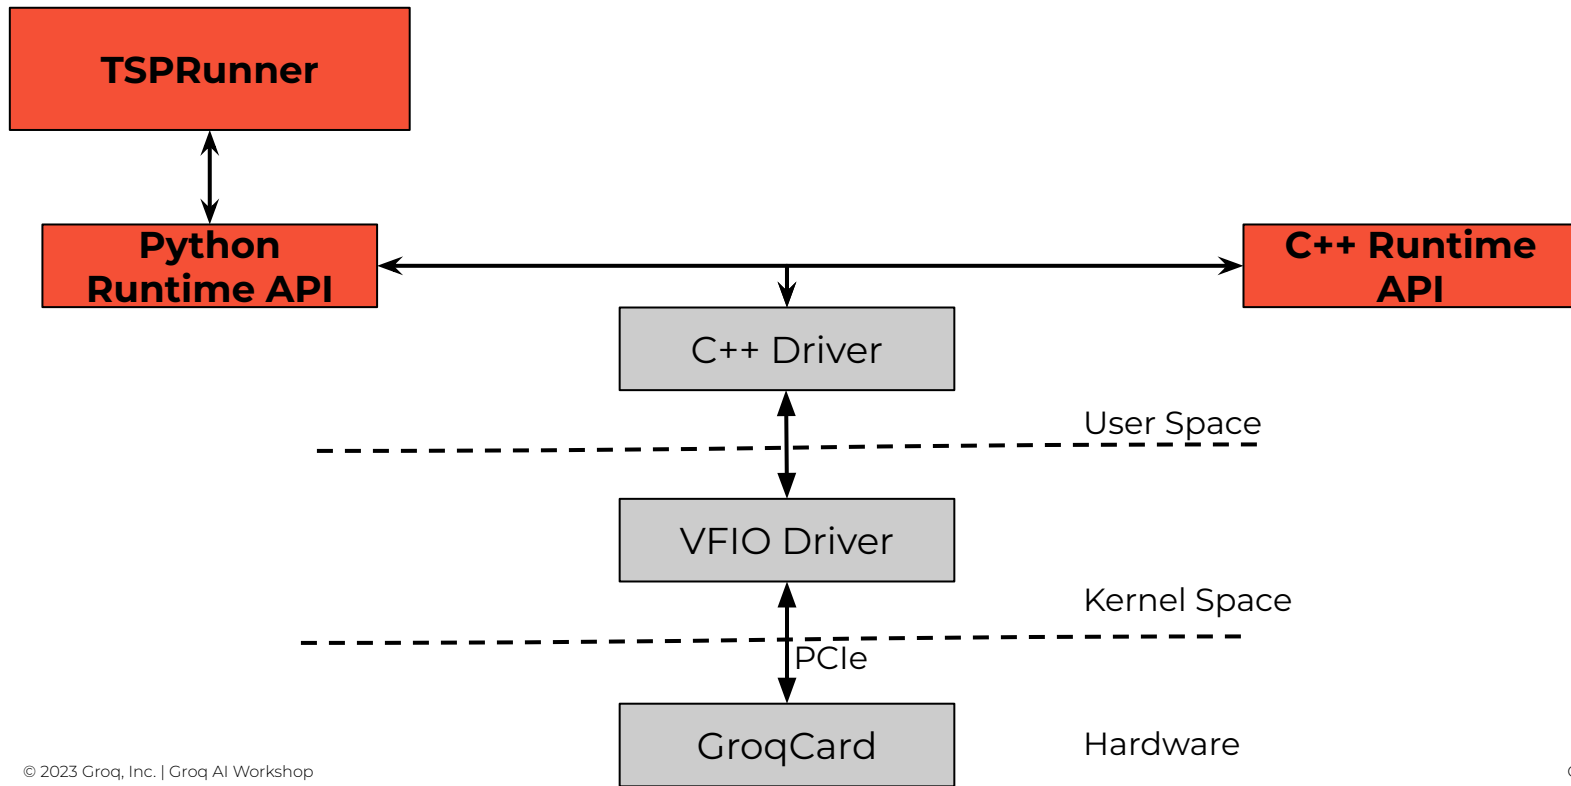 TSPRunner
Python
Runtime API
C++ Runtime
API
C++ Driver
User Space
VFIO Driver
Kernel Space
PCIe
GroqCard
Hardware
© 2023 Groq, Inc. | Groq AI Workshop